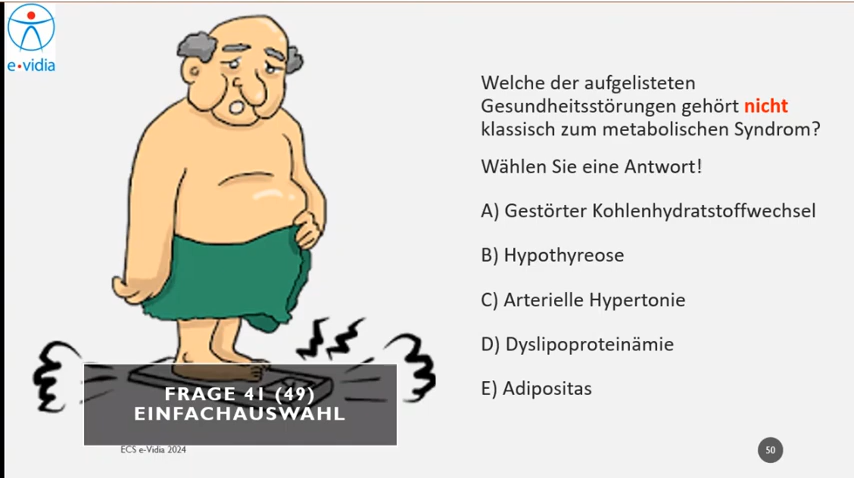 e•vidia
Welche der aufgelisteten
Gesundheitsstörungen gehört nicht
klassisch zum metabolischen Syndrom?
Wählen Sie eine Antwort!
A) Gestörter Kohlenhydratstoffwechsel
B) Hypothyreose
C) Arterielle Hypertonie
D) Dyslipoproteinämie
E) Adipositas
FRAGE 41 (49)
EINFACHAUSWAHL
ECS e-Vidia 2024
50